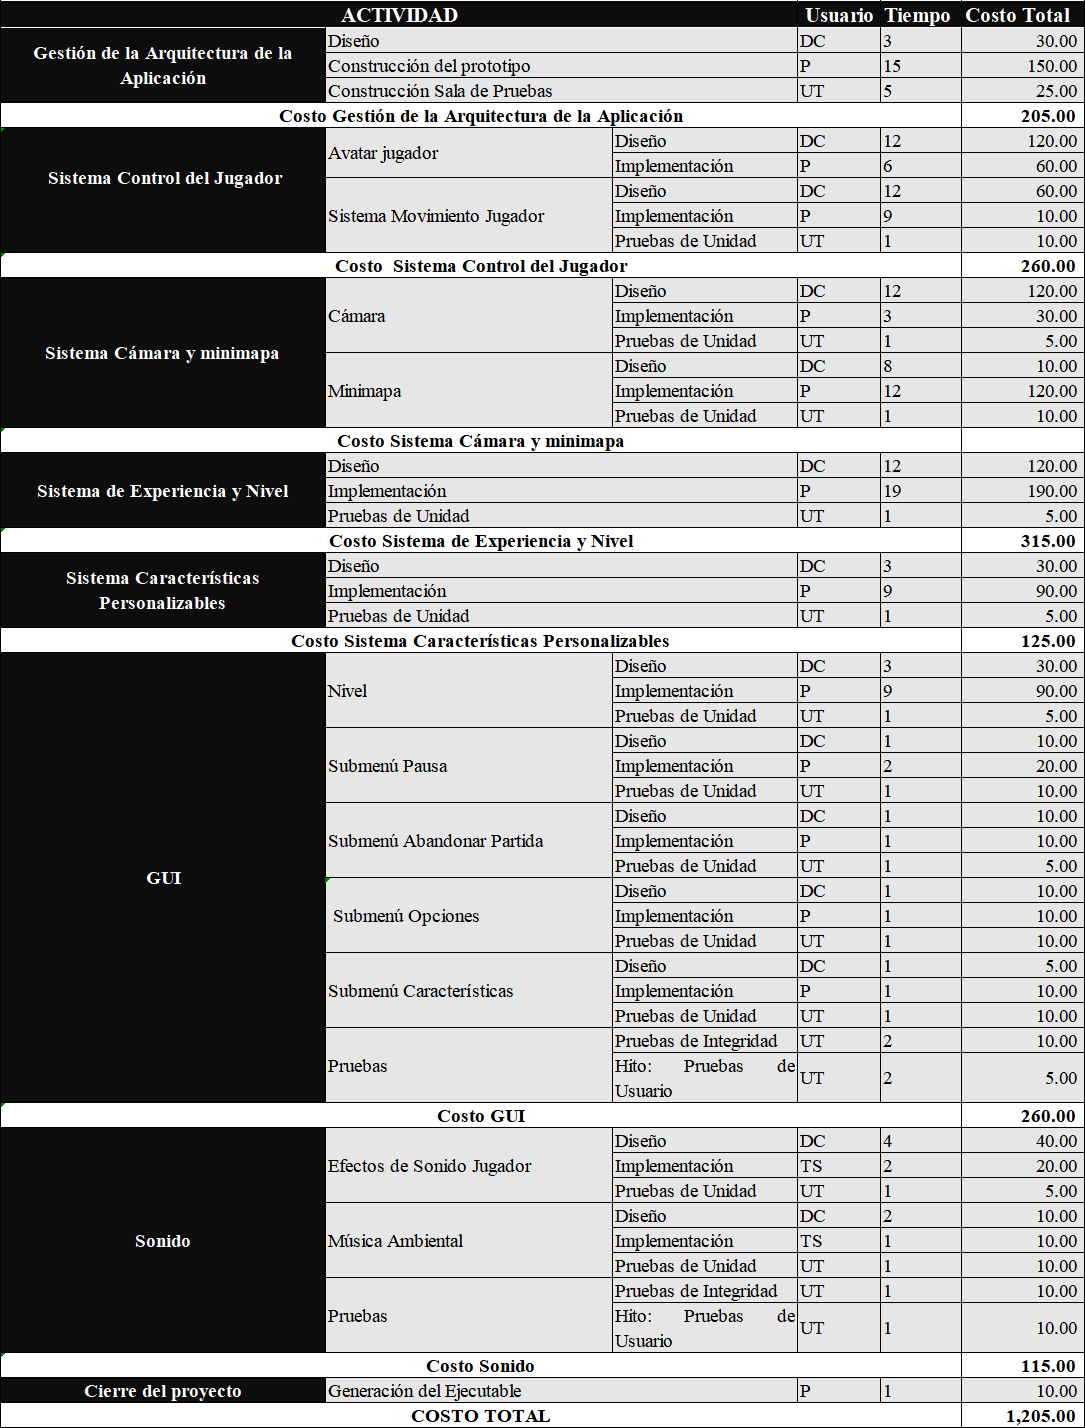 ACTIVIDAD Usuario Tiempo Costo Total
Gestión de la Arquitectura de la
Aplicación
Diseño DC 3 30.00
Construcción del prototipo P 15 150.00
Construcción Sala de Pruebas UT 5 25.00
Costo Gestión de la Arquitectura de la Aplicación 205.00
Sistema Control del Jugador
Avatar jugador
Diseño DC 12 120.00
Implementación P 6 60.00
Sistema Movimiento Jugador
Diseño DC 12 60.00
Implementación P 9 10.00
Pruebas de Unidad UT 1 10.00
Costo Sistema Control del Jugador 260.00
Sistema Cámara y minimapa
Cámara
Diseño DC 12 120.00
Implementación P 3 30.00
Pruebas de Unidad UT 1 5.00
Minimapa
Diseño DC 8 10.00
Implementación P 12 120.00
Pruebas de Unidad UT 1 10.00
Costo Sistema Cámara y minimapa
Sistema de Experiencia y Nivel
Diseño DC 12 120.00
Implementación P 19 190.00
Pruebas de Unidad UT 1 5.00
Costo Sistema de Experiencia y Nivel 315.00
Sistema Características
Personalizables
Diseño DC 3 30.00
Implementación P 9 90.00
Pruebas de Unidad UT 1 5.00
Costo Sistema Características Personalizables 125.00
GUI
Nivel
Diseño DC 3 30.00
Implementación P 9 90.00
Pruebas de Unidad UT 1 5.00
Submenú Pausa
Diseño DC 1 10.00
Implementación P 2 20.00
Pruebas de Unidad UT 1 10.00
Submenú Abandonar Partida
Diseño DC 1 10.00
Implementación P 1 10.00
Pruebas de Unidad UT 1 5.00
Submenú Opciones
Diseño DC 1 10.00
Implementación P 1 10.00
Pruebas de Unidad UT 1 10.00
Submenú Características
Diseño DC 1 5.00
Implementación P 1 10.00
Pruebas de Unidad UT 1 10.00
Pruebas
Pruebas de Integridad UT 2 10.00
Hito: Pruebas de
Usuario UT 2 5.00
Costo GUI 260.00
Sonido
Efectos de Sonido Jugador
Diseño DC 4 40.00
Implementación TS 2 20.00
Pruebas de Unidad UT 1 5.00
Música Ambiental
Diseño DC 2 10.00
Implementación TS 1 10.00
Pruebas de Unidad UT 1 10.00
Pruebas
Pruebas de Integridad UT 1 10.00
Hito: Pruebas de
Usuario UT 1 10.00
Costo Sonido 115.00
Cierre del proyecto Generación del Ejecutable P 1 10.00
COSTO TOTAL 1,205.00